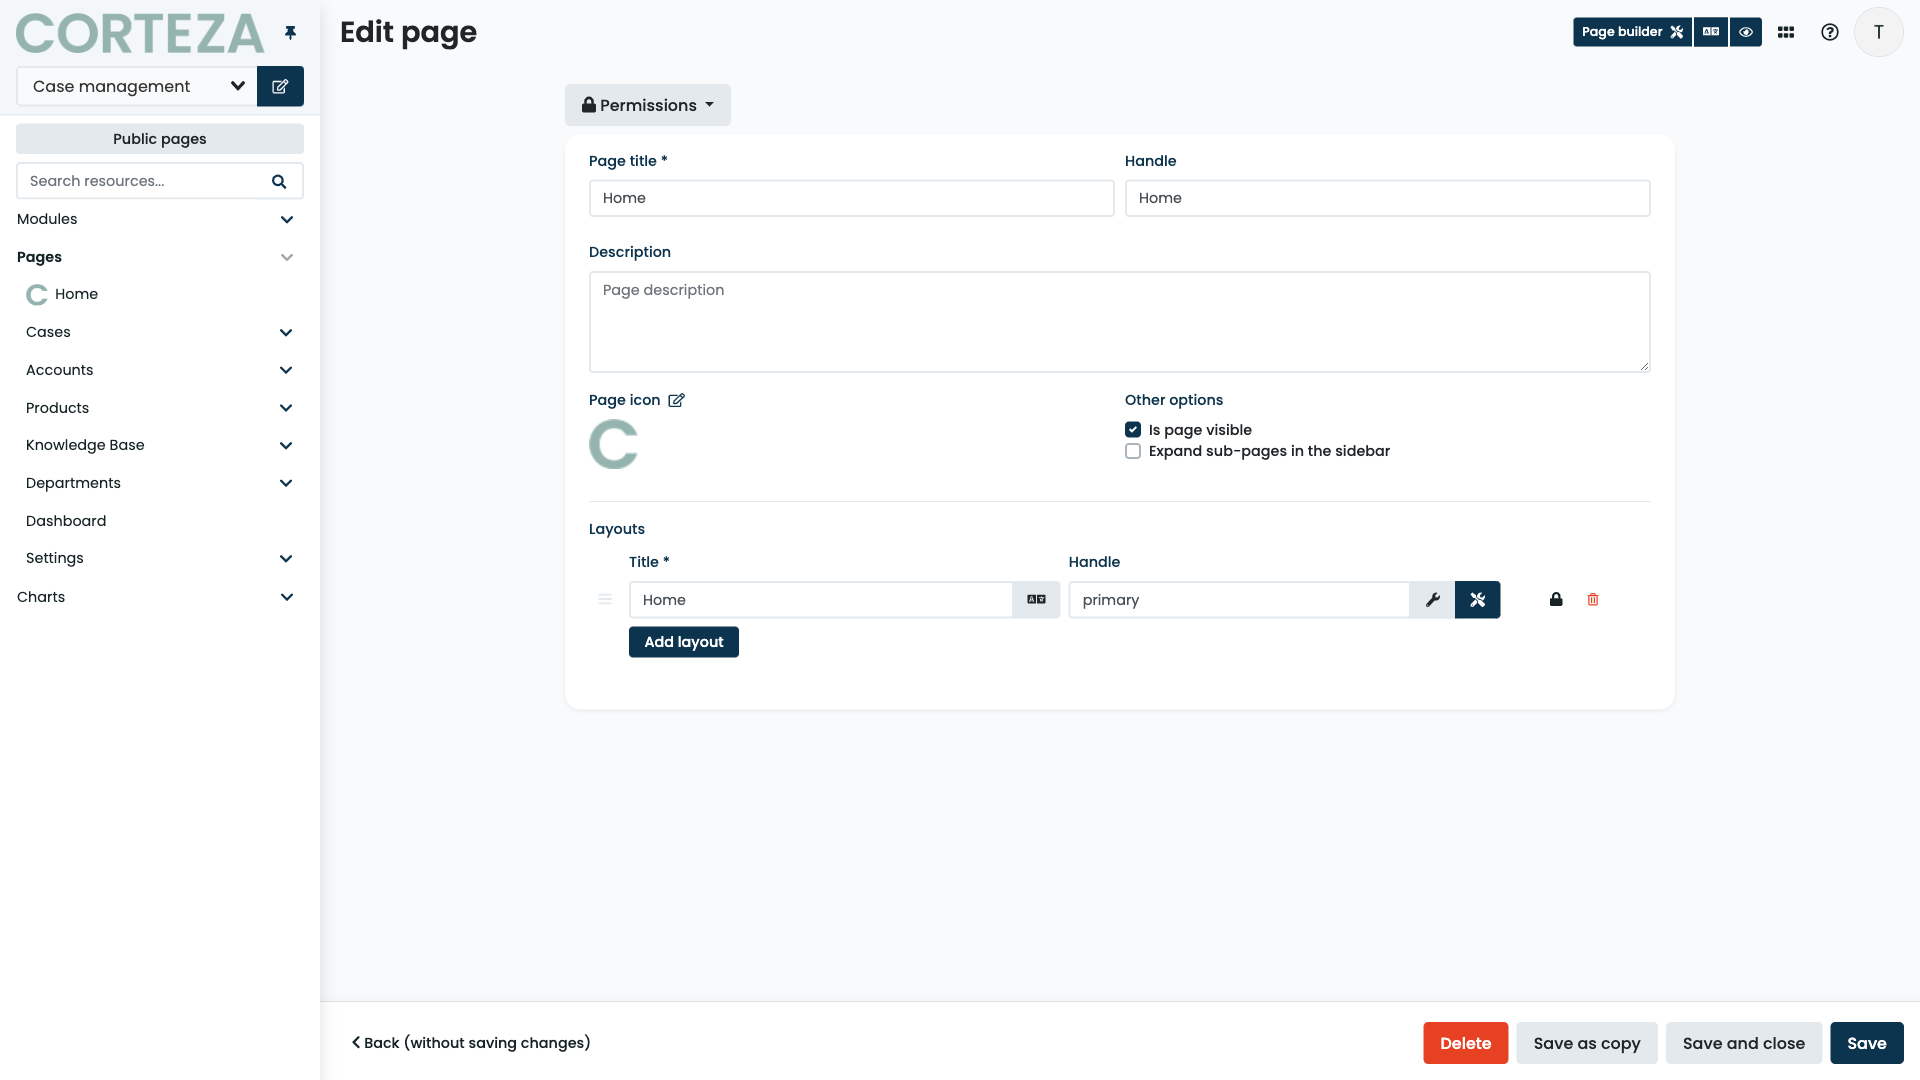 CORTEZA
Edit page
Page builder
T
Case management
Permissions
Public pages
Search resources...
Modules
Pages
Home
Cases
Accounts
Products
Knowledge Base
Departments
Dashboard
Settings
Charts
Page title *
Handle
Home
Home
Description
Page description
Page icon
Other options
Is page visible
Expand sub-pages in the sidebar
Layouts
Title *
Handle
Home
primary
Add layout
Back (without saving changes)
Delete
Save as copy
Save and close
Save